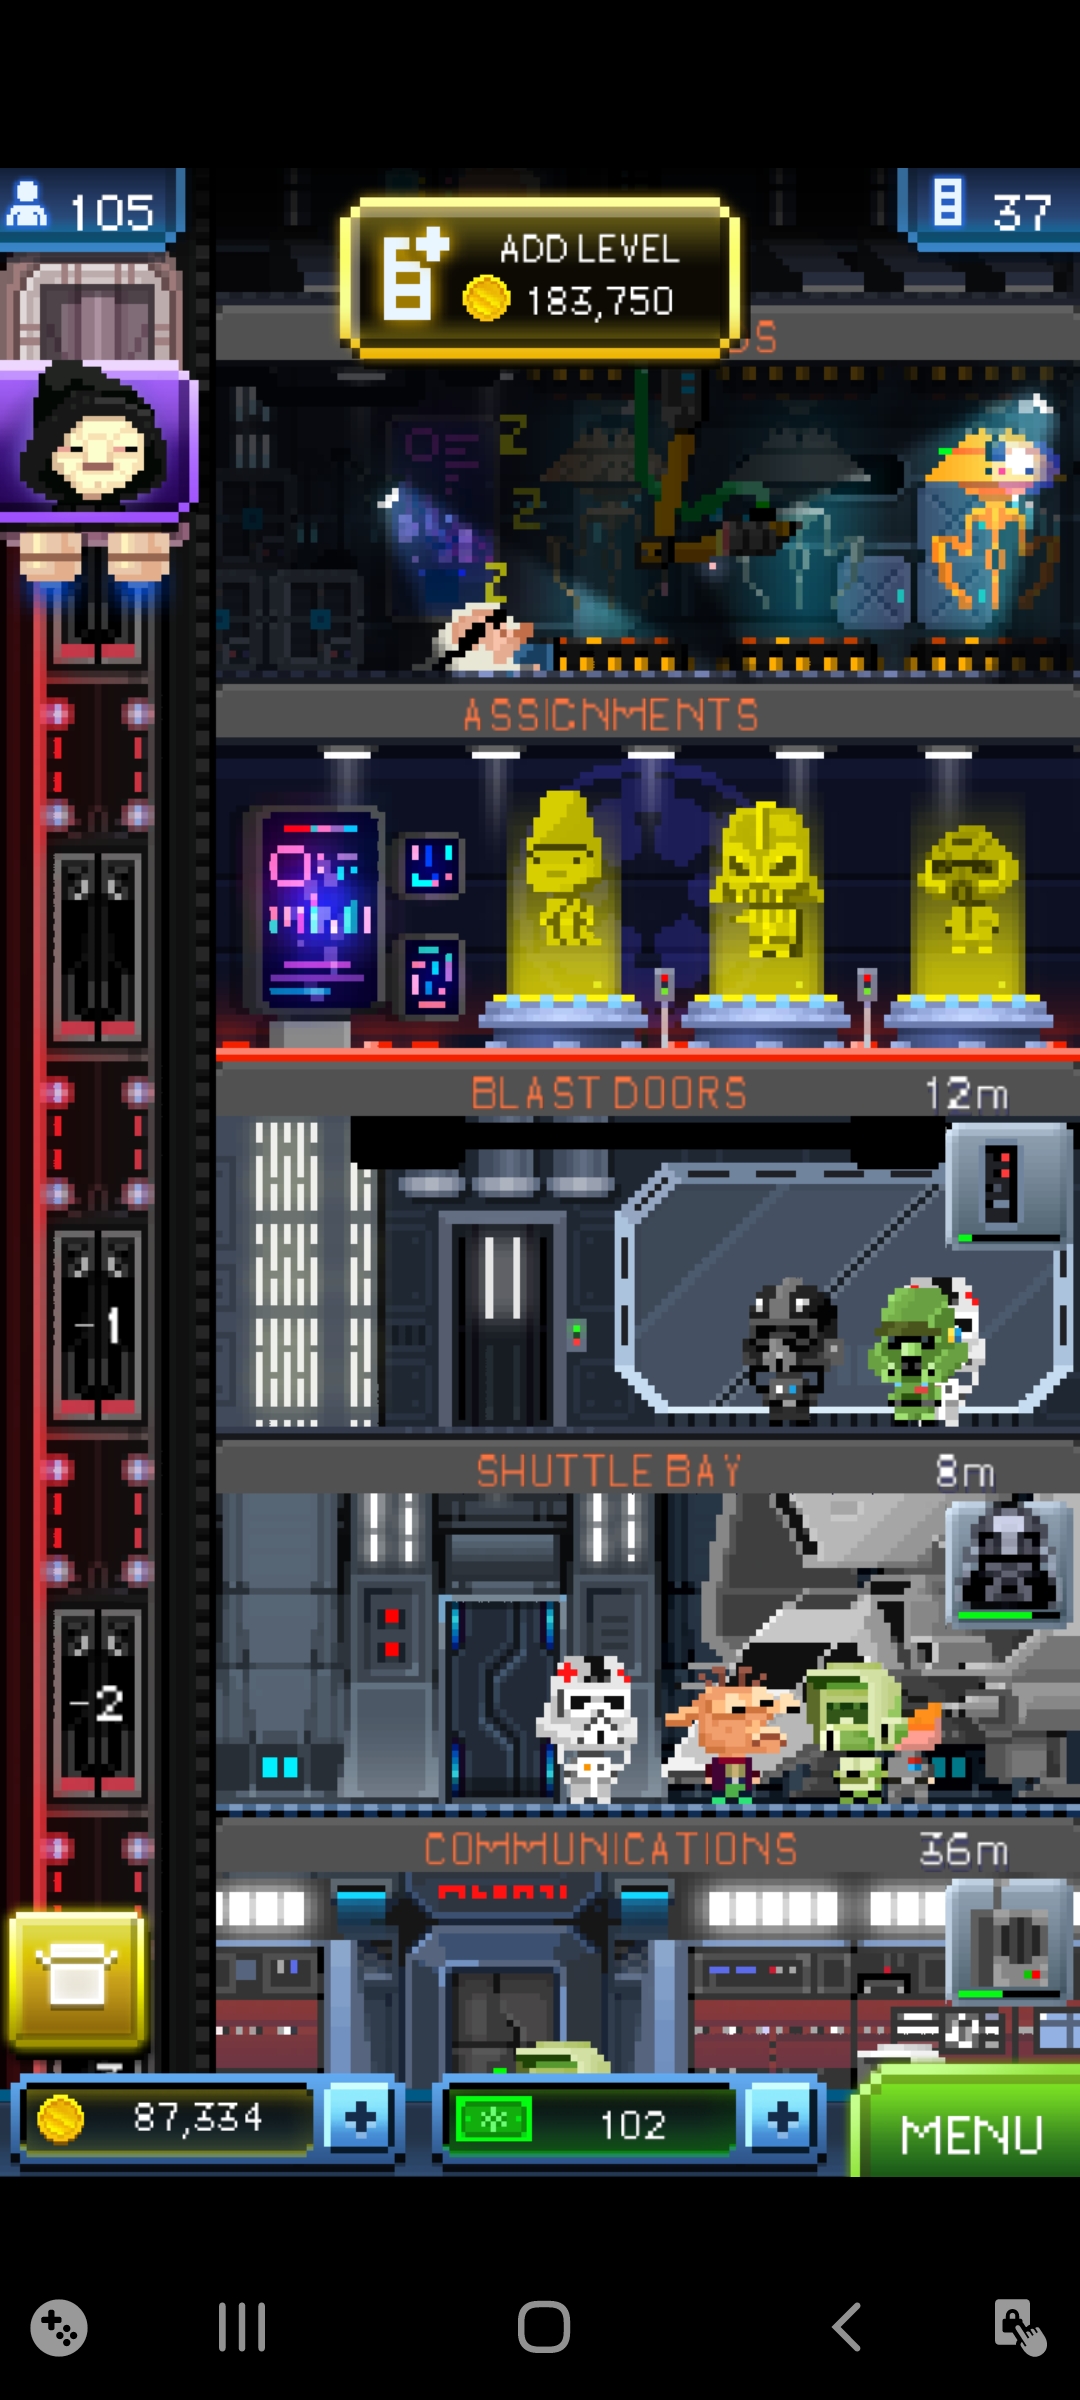 105
ADD LEVEL
183,750
37
Z
Z
Z
ASSIGNMENTS
BLAST DOORS
12m
-1
SHUTTLE BAY
8m
-2
COMMUNICATIONS
36m
87,334
102
MENU